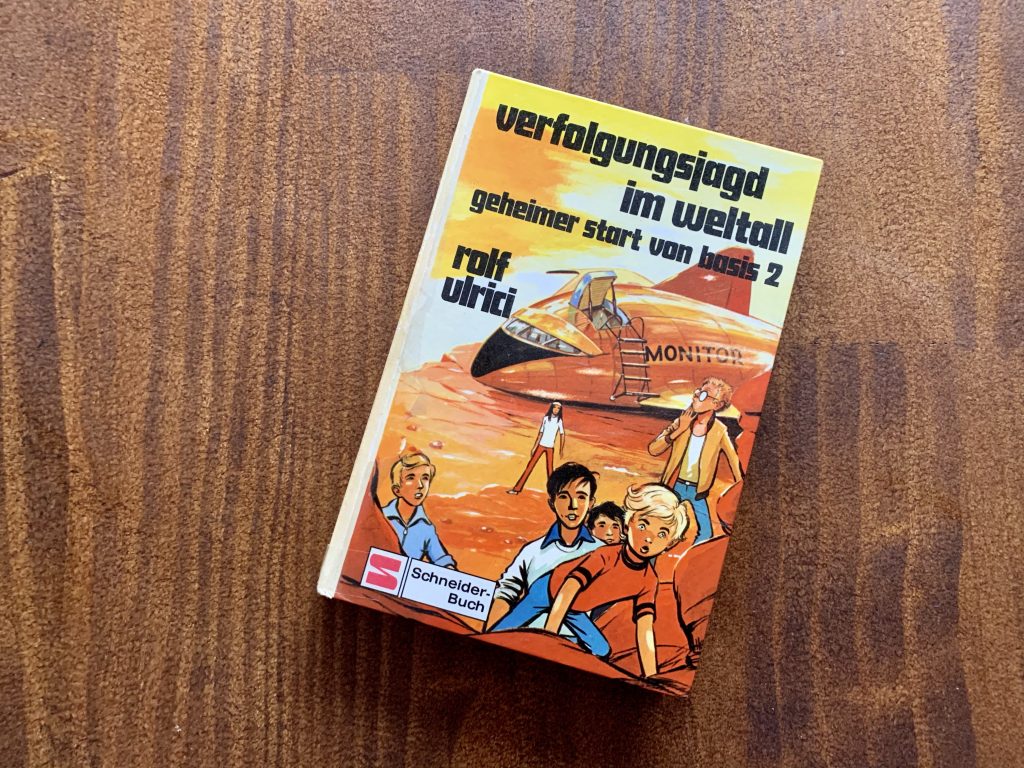 verfolgungsjagd
im weltall
geheimer start von basis 2
rolf
ulrici
MONITOR
Schneider-
Buch